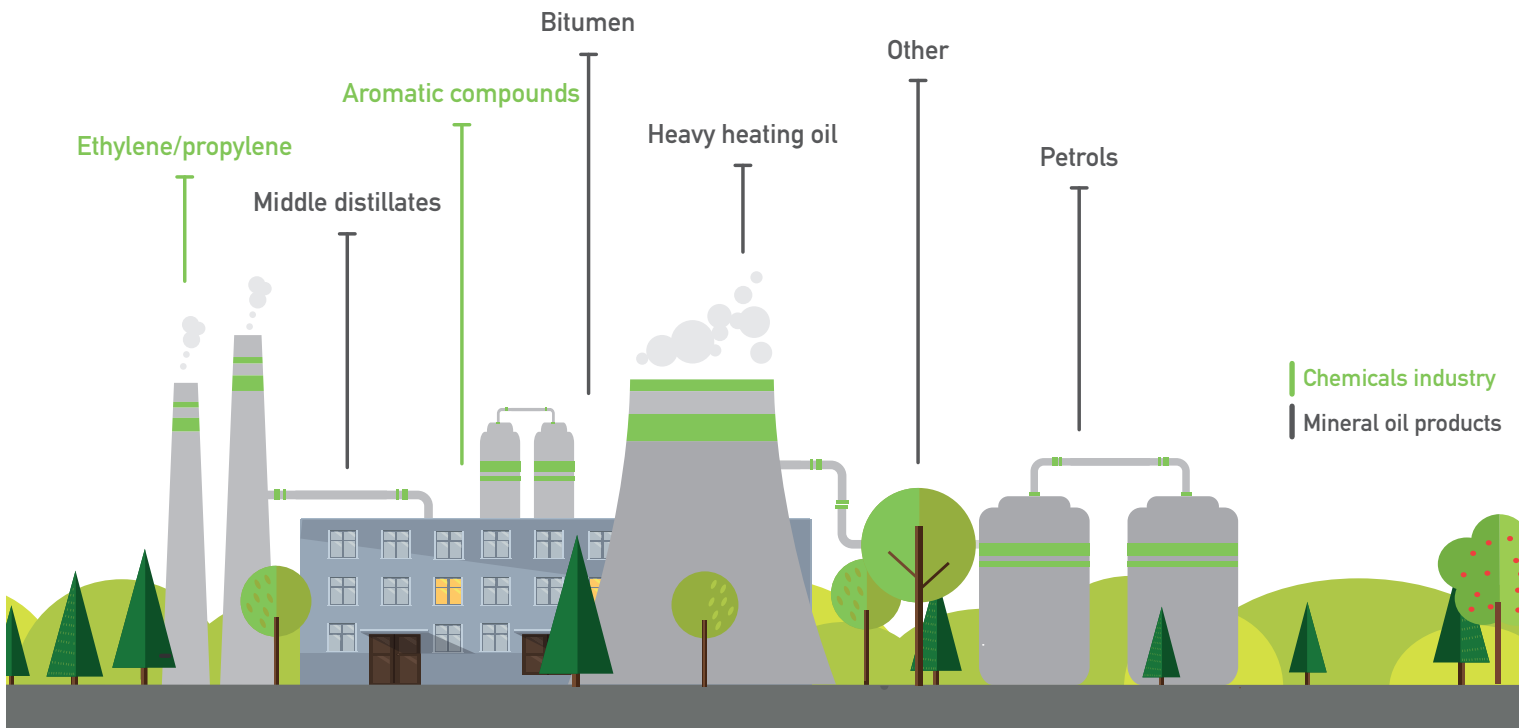 Bitumen
Other
Aromatic compounds
Heavy heating oil
Ethylene/propylene
Petrols
Middle distillates
Chemicals industry
Mineral oil products